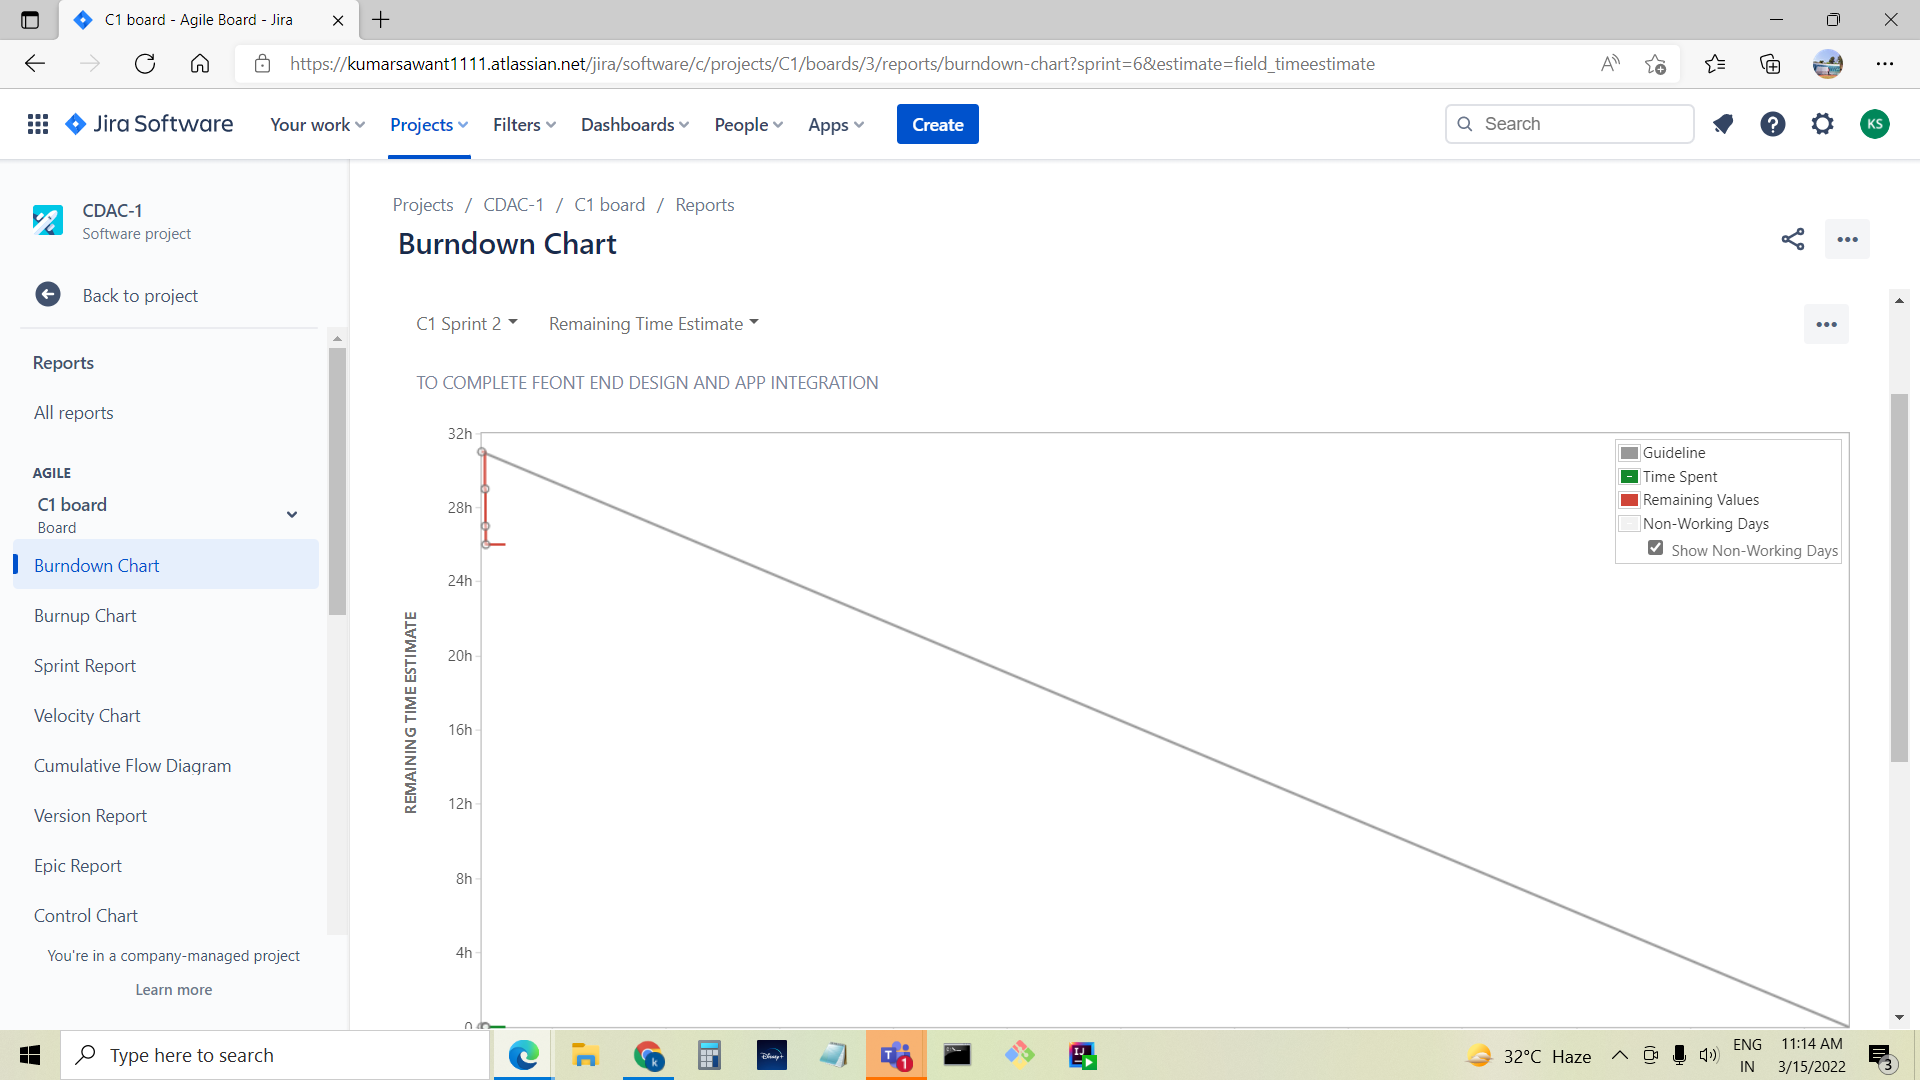 C1 board - Agile Board - Jira
https://kumarsawant1111.atlassian.net/jira/software/c/projects/C1/boards/3/reports/burndown-chart?sprint=6&estimate=field_timeestimate
Jira Software Your work Projects Filters Dashboards People Apps Create Search KS
CDAC-1
Software project
Back to project
Reports
All reports
AGILE
C1 board
Board
Burndown Chart
Burnup Chart
Sprint Report
Velocity Chart
Cumulative Flow Diagram
Version Report
Epic Report
Control Chart
You're in a company-managed project
Learn more
Projects / CDAC-1 / C1 board / Reports
Burndown Chart
C1 Sprint 2 Remaining Time Estimate
TO COMPLETE FEONT END DESIGN AND APP INTEGRATION
REMAINING TIME ESTIMATE
32h
28h
24h
20h
16h
12h
8h
4h
0
Guideline
Time Spent
Remaining Values
Non-Working Days
Show Non-Working Days
Type here to search
Disney+
T 1
IJ
32°C Haze
ENG
IN
11:14 AM
3/15/2022
3